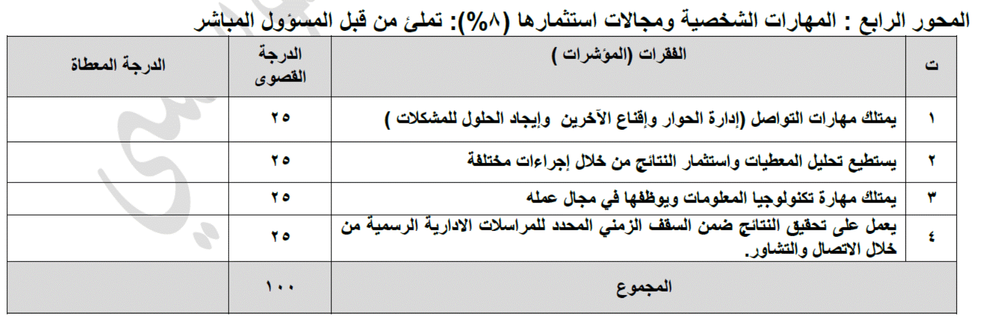 المحور الرابع : المهارات الشخصية ومجالات استثمارها (٨%): تملئ من قبل المسؤول المباشر
ت الفقرات (المؤشرات ) الدرجة القصوى الدرجة المعطاة
١ يمتلك مهارات التواصل (إدارة الحوار وإقناع الآخرين وإيجاد الحلول للمشكلات ) ٢٥
٢ يستطيع تحليل المعطيات واستثمار النتائج من خلال إجراءات مختلفة ٢٥
٣ يمتلك مهارة تكنولوجيا المعلومات ويوظفها في مجال عمله ٢٥
٤ يعمل على تحقيق النتائج ضمن السقف الزمني المحدد للمراسلات الادارية الرسمية من
خلال الاتصال والتشاور. ٢٥
المجموع ١٠٠